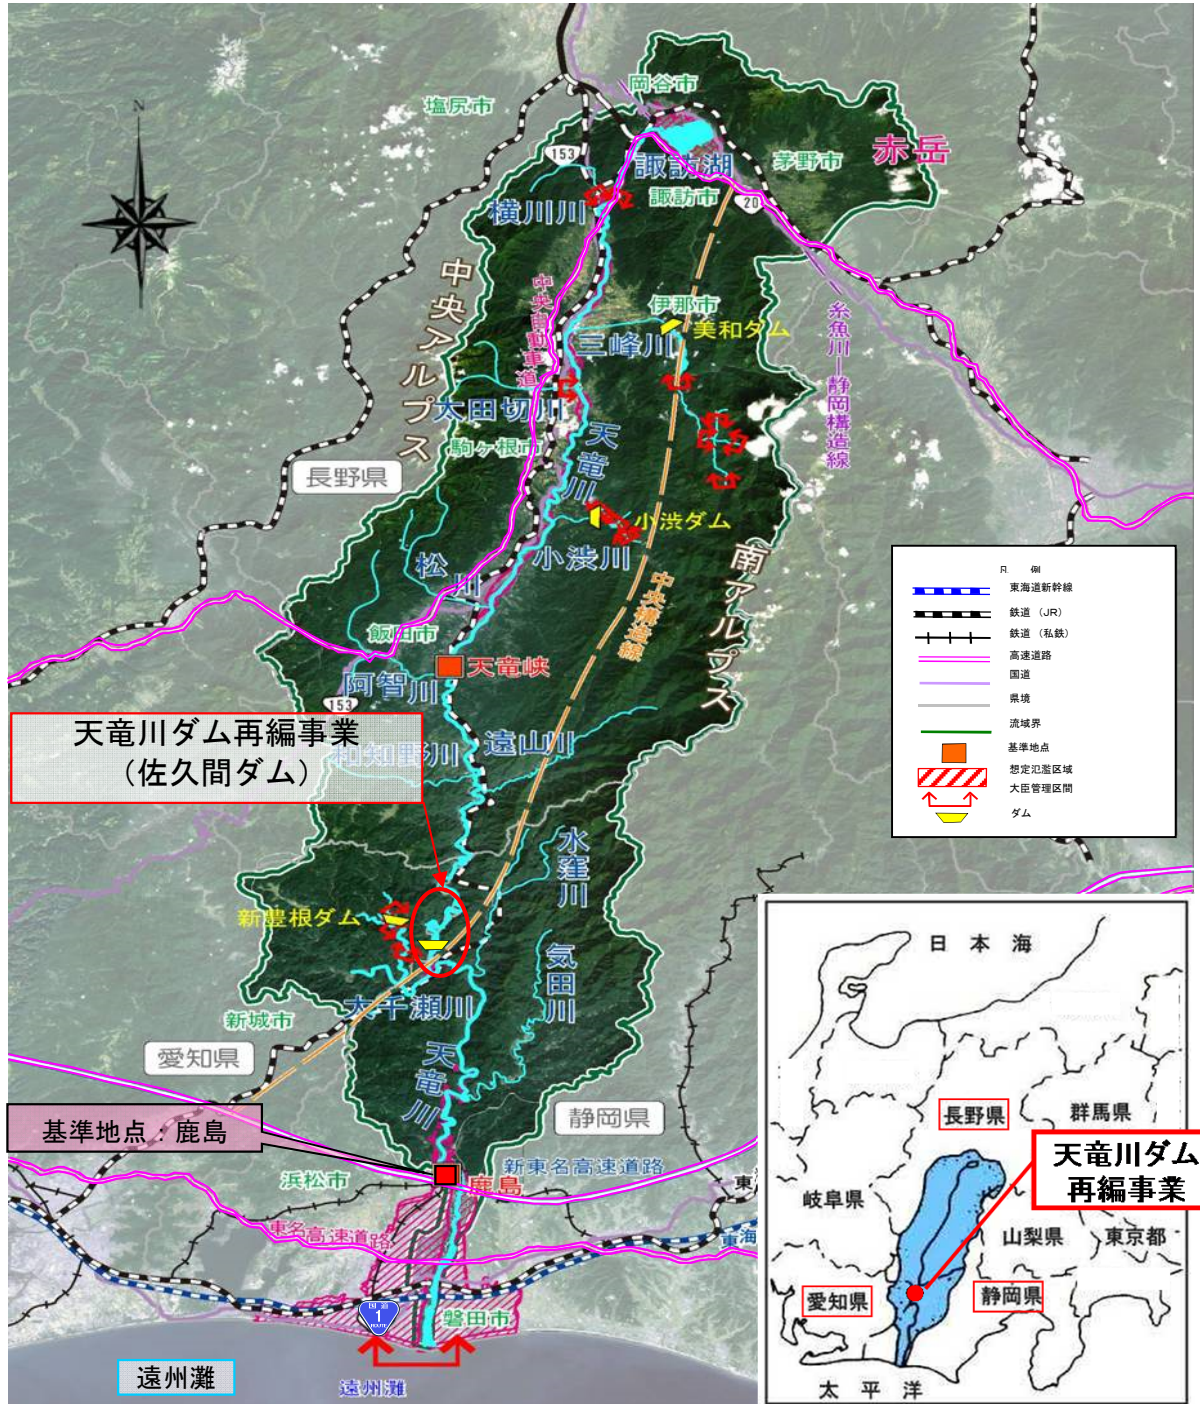 N
岡谷市
塩尻市
153
諏訪湖
茅野市
赤岳
諏訪市
20
横川川
中央アルプス
中央自動車道
伊那市
美和ダム
三峰川
糸魚川―静岡構造線
太田切川
駒ヶ根市
天竜川
長野県
小渋ダム
小渋川
南アルプス
松川
中央構造線
飯田市
天竜峡
阿智川
153
天竜川ダム再編事業
（佐久間ダム）
和知野川
遠山川
水窪川
新豊根ダム
気田川
大千瀬川
新城市
愛知県
天竜川
静岡県
基準地点：鹿島
新東名高速道路
浜松市
鹿島
東名高速道路
東海
国道
1
ROUTE
磐田市
遠州灘
遠州灘
凡 例
東海道新幹線
鉄道（JR）
鉄道（私鉄）
高速道路
国道
県境
流域界
基準地点
想定氾濫区域
大臣管理区間
ダム
日本海
長野県
群馬県
天竜川ダム
再編事業
岐阜県
山梨県
東京都
愛知県
静岡県
太平洋